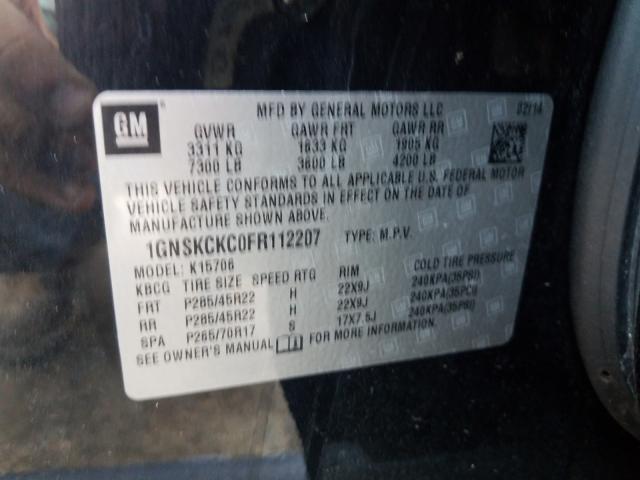 GM ®
MFD BY GENERAL MOTORS LLC 02/14
GVWR GAWR FRT GAWR RR
3311 KG 1633 KG 1905 KG
7300 LB 3600 LB 4200 LB
THIS VEHICLE CONFORMS TO ALL APPLICABLE U.S. FEDERAL MOTOR
VEHICLE SAFETY STANDARDS IN EFFECT ON THE DATE OF
MANUFACTURE SHOWN ABOVE.
1GNSKCKC0FR112207 TYPE: M.P.V.
MODEL: K15706
KBCG TIRE SIZE SPEED RTG RIM COLD TIRE PRESSURE
FRT P285/45R22 H 22X9J 240KPA(35PSI)
RR P285/45R22 H 22X9J 240KPA(35PSI)
SPA P265/70R17 S 17X7.5J 240KPA(35PSI)
SEE OWNER'S MANUAL FOR MORE INFORMATION.